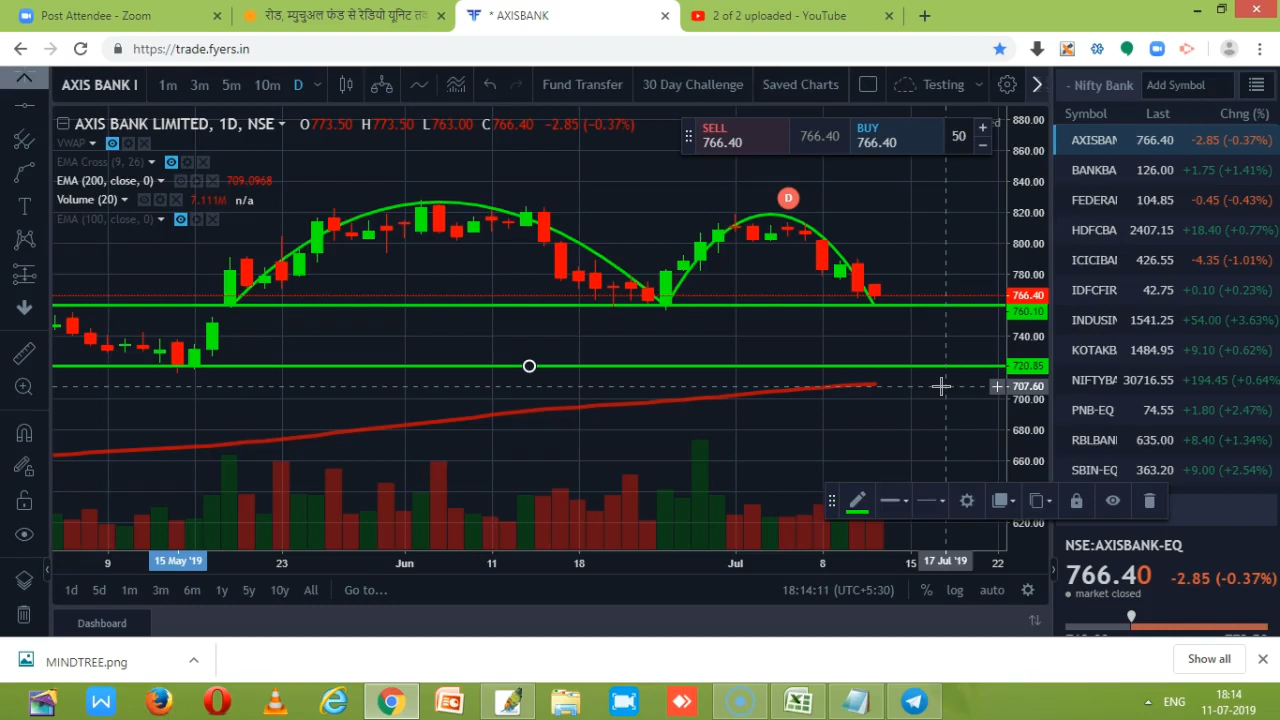 Post Attendee - Zoom
रोड, म्युचुअल फंड से रेडियो यूनिट तक
* AXISBANK
2 of 2 uploaded - YouTube
https://trade.fyers.in
AXIS BANK I 1m 3m 5m 10m D Fund Transfer 30 Day Challenge Saved Charts Testing
AXIS BANK LIMITED, 1D, NSE O773.50 H773.50 L763.00 C766.40 -2.85 (-0.37%)
VWAP
EMA Cross (9, 26)
EMA (200, close, 0) 709.0968
Volume (20) 7.111M n/a
EMA (100, close, 0)
SELL 766.40 766.40 BUY 766.40 50
D
880.00
860.00
840.00
820.00
800.00
780.00
766.40
760.10
740.00
720.85
707.60
700.00
680.00
660.00
620.00
9 15 May '19 23 Jun 11 18 Jul 8 15 17 Jul '19 22
1d 5d 1m 3m 6m 1y 5y 10y All Go to... 18:14:11 (UTC+5:30) % log auto
Dashboard
- Nifty Bank Add Symbol
Symbol Last Chng (%)
AXISBAN 766.40 -2.85 (-0.37%)
BANKBA 126.00 +1.75 (+1.41%)
FEDERAI 104.85 -0.45 (-0.43%)
HDFCBA 2407.15 +18.40 (+0.77%)
ICICIBAI 426.55 -4.35 (-1.01%)
IDFCFIR 42.75 +0.10 (+0.23%)
INDUSIN 1541.25 +54.00 (+3.63%)
KOTAKB 1484.95 +9.10 (+0.62%)
NIFTYBA 30716.55 +194.45 (+0.64%
PNB-EQ 74.55 +1.80 (+2.47%)
RBLBANI 635.00 +8.40 (+1.34%)
SBIN-EQ 363.20 +9.00 (+2.54%)
NSE:AXISBANK-EQ
766.40 -2.85 (-0.37%)
market closed
MINDTREE.png
Show all
ENG
18:14
11-07-2019